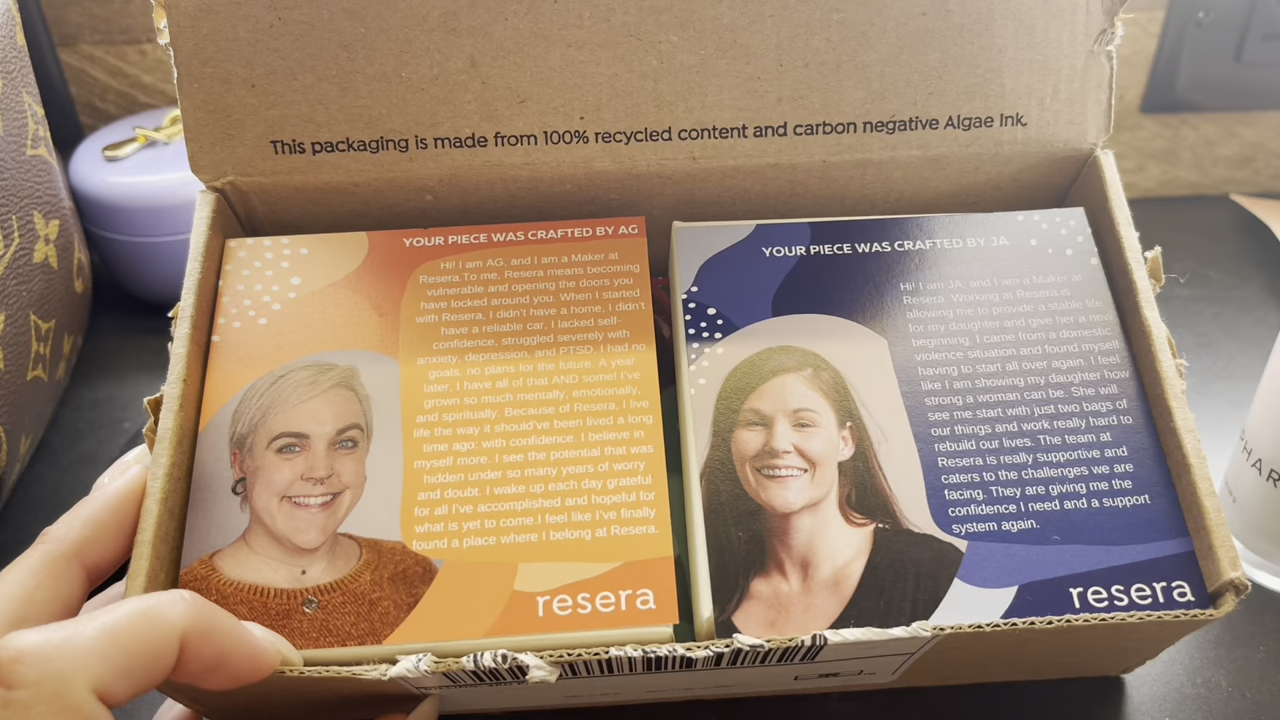 This packaging is made from 100% recycled content and carbon negative Algae Ink.
YOUR PIECE WAS CRAFTED BY AG
Hi! I am AG, and I am a Maker at
Resera.To me, Resera means becoming
vulnerable and opening the doors you
have locked around you. When I started
with Resera, I didn't have a home, I didn't
have a reliable car, I lacked self-
confidence, struggled severely with
anxiety, depression, and PTSD. I had no
goals, no plans for the future. A year
later, I have all of that AND some! I've
grown so much mentally, emotionally,
and spiritually. Because of Resera, I live
life the way it should've been lived a long
time ago: with confidence. I believe in
myself more. I see the potential that was
hidden under so many years of worry
and doubt. I wake up each day grateful
for all I've accomplished and hopeful for
what is yet to come.I feel like I've finally
found a place where I belong at Resera.
resera
YOUR PIECE WAS CRAFTED BY JA
Hi! I am JA, and I am a Maker at
Resera. Working at Resera is
allowing me to provide a stable life
for my daughter and give her a new
beginning. I came from a domestic
violence situation and found myself
having to start all over again. I feel
like I am showing my daughter how
strong a woman can be. She will
see me start with just two bags of
our things and work really hard to
rebuild our lives. The team at
Resera is really supportive and
caters to the challenges we are
facing. They are giving me the
confidence I need and a support
system again.
resera